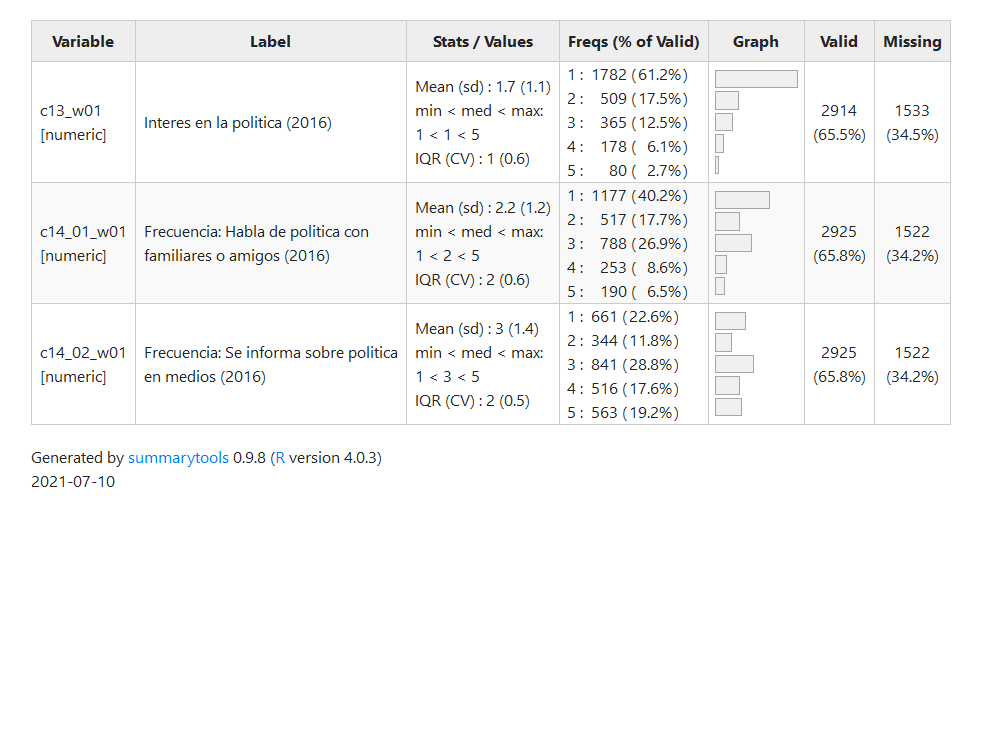 Variable Label Stats / Values Freqs (% of Valid) Graph Valid Missing
c13_w01
[numeric]
Interes en la politica (2016)
Mean (sd) : 1.7 (1.1)
min < med < max:
1 < 1 < 5
IQR (CV) : 1 (0.6)
1 : 1782 (61.2%)
2 : 509 (17.5%)
3 : 365 (12.5%)
4 : 178 ( 6.1%)
5 : 80 ( 2.7%)
2914
(65.5%)
1533
(34.5%)
c14_01_w01
[numeric]
Frecuencia: Habla de politica con
familiares o amigos (2016)
Mean (sd) : 2.2 (1.2)
min < med < max:
1 < 2 < 5
IQR (CV) : 2 (0.6)
1 : 1177 (40.2%)
2 : 517 (17.7%)
3 : 788 (26.9%)
4 : 253 ( 8.6%)
5 : 190 ( 6.5%)
2925
(65.8%)
1522
(34.2%)
c14_02_w01
[numeric]
Frecuencia: Se informa sobre politica
en medios (2016)
Mean (sd) : 3 (1.4)
min < med < max:
1 < 3 < 5
IQR (CV) : 2 (0.5)
1 : 661 (22.6%)
2 : 344 (11.8%)
3 : 841 (28.8%)
4 : 516 (17.6%)
5 : 563 (19.2%)
2925
(65.8%)
1522
(34.2%)
Generated by summarytools 0.9.8 (R version 4.0.3)
2021-07-10